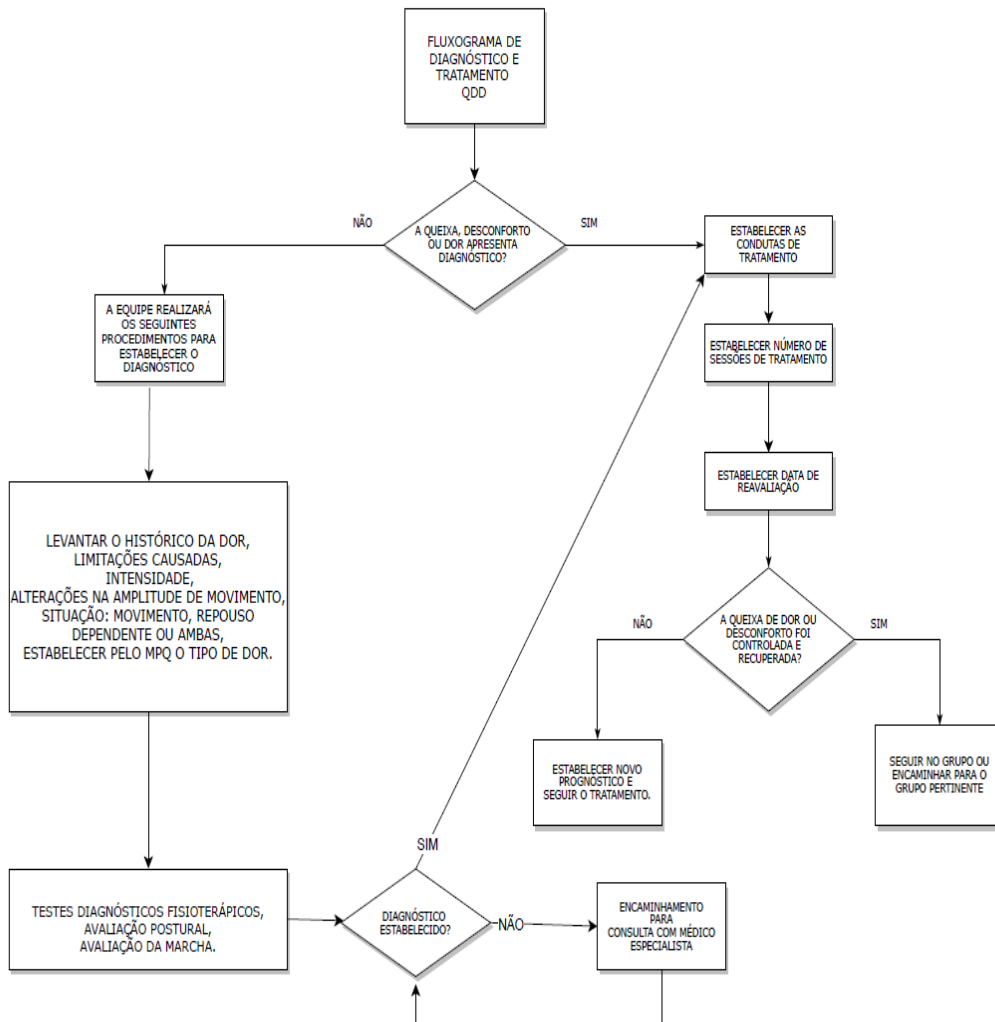 FLUXOGRAMA DE
DIAGNÓSTICO E
TRATAMENTO
QDD
NÃO
A QUEIXA, DESCONFORTO
OU DOR APRESENTA
DIAGNÓSTICO?
SIM
ESTABELECER AS
CONDUTAS DE
TRATAMENTO
A EQUIPE REALIZARÁ
OS SEGUINTES
PROCEDIMENTOS PARA
ESTABELECER O
DIAGNÓSTICO
ESTABELECER NÚMERO DE
SESSÕES DE TRATAMENTO
ESTABELECER DATA DE
REAVALIAÇÃO
LEVANTAR O HISTÓRICO DA DOR,
LIMITAÇÕES CAUSADAS,
INTENSIDADE,
ALTERAÇÕES NA AMPLITUDE DE MOVIMENTO,
SITUAÇÃO: MOVIMENTO, REPOUSO
DEPENDENTE OU AMBAS,
ESTABELECER PELO MPQ O TIPO DE DOR.
NÃO
A QUEIXA DE DOR OU
DESCONFORTO FOI
CONTROLADA E
RECUPERADA?
SIM
ESTABELECER NOVO
PROGNÓSTICO E
SEGUIR O TRATAMENTO.
SEGUIR NO GRUPO OU
ENCAMINHAR PARA O
GRUPO PERTINENTE
SIM
TESTES DIAGNÓSTICOS FISIOTERÁPICOS,
AVALIAÇÃO POSTURAL,
AVALIAÇÃO DA MARCHA.
DIAGNÓSTICO
ESTABELECIDO?
NÃO
ENCAMINHAMENTO
PARA
CONSULTA COM MÉDICO
ESPECIALISTA